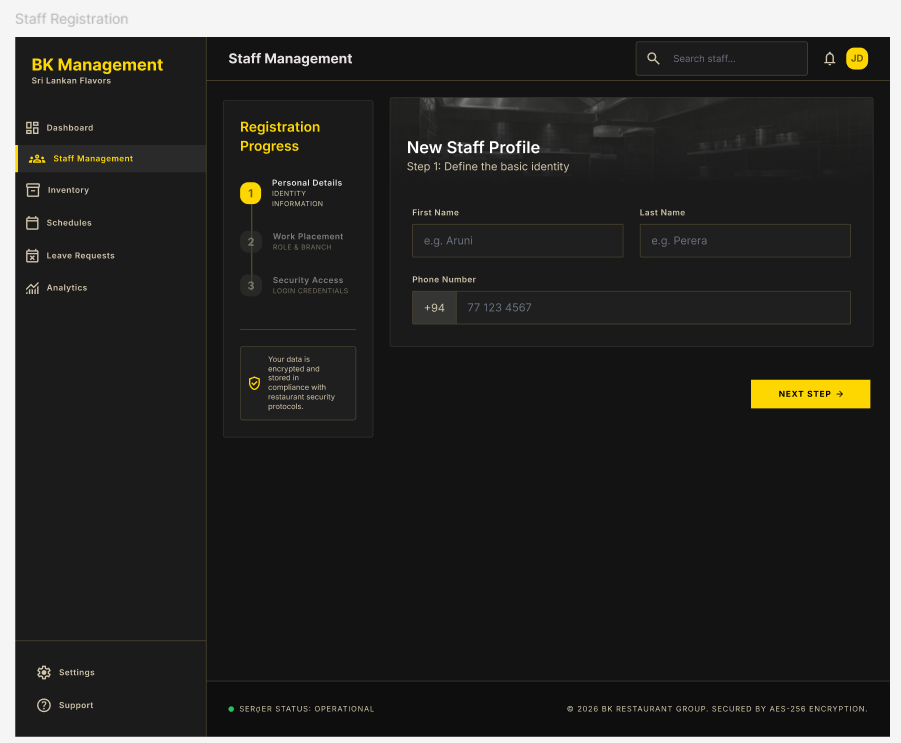 Staff Registration
BK Management
Sri Lankan Flavors
Dashboard
Staff Management
Inventory
Schedules
Leave Requests
Analytics
Settings
Support
Staff Management
Search staff...
JD
Registration
Progress
1
Personal Details
IDENTITY
INFORMATION
2
Work Placement
ROLE & BRANCH
3
Security Access
LOGIN CREDENTIALS
Your data is
encrypted and
stored in
compliance with
restaurant security
protocols.
New Staff Profile
Step 1: Define the basic identity
First Name
Last Name
e.g. Aruni
e.g. Perera
Phone Number
+94
77 123 4567
NEXT STEP →
STATUS: OPERATIONAL
© 2026 BK RESTAURANT GROUP. SECURED BY AES-256 ENCRYPTION.